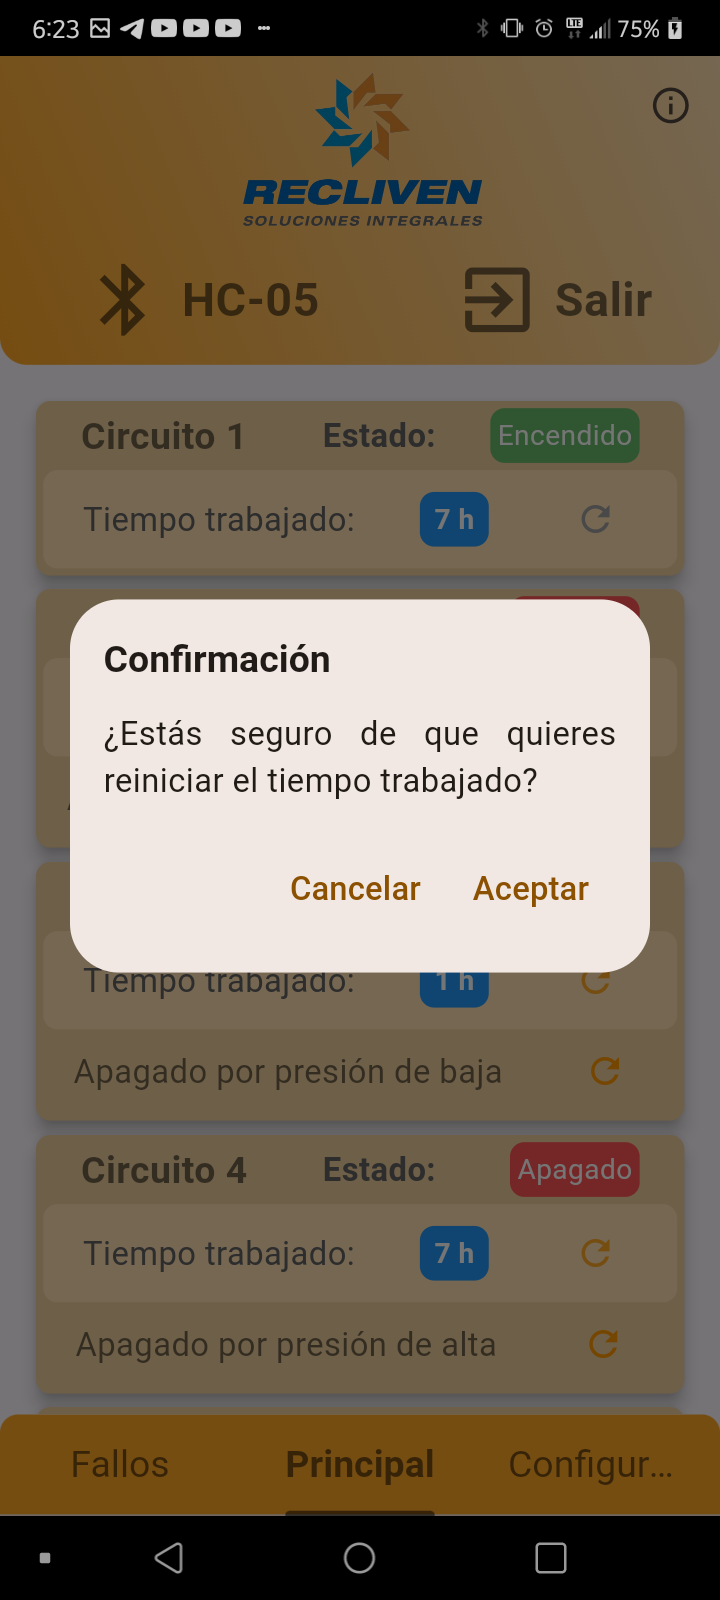 6:23
LTE
75%
RECLIVEN
SOLUCIONES INTEGRALES
HC-05
Salir
Circuito 1 Estado: Encendido
Tiempo trabajado: 7 h
Confirmación
¿Estás seguro de que quieres
reiniciar el tiempo trabajado?
Cancelar Aceptar
Tiempo trabajado: 1 h
Apagado por presión de baja
Circuito 4 Estado: Apagado
Tiempo trabajado: 7 h
Apagado por presión de alta
Fallos Principal Configur...